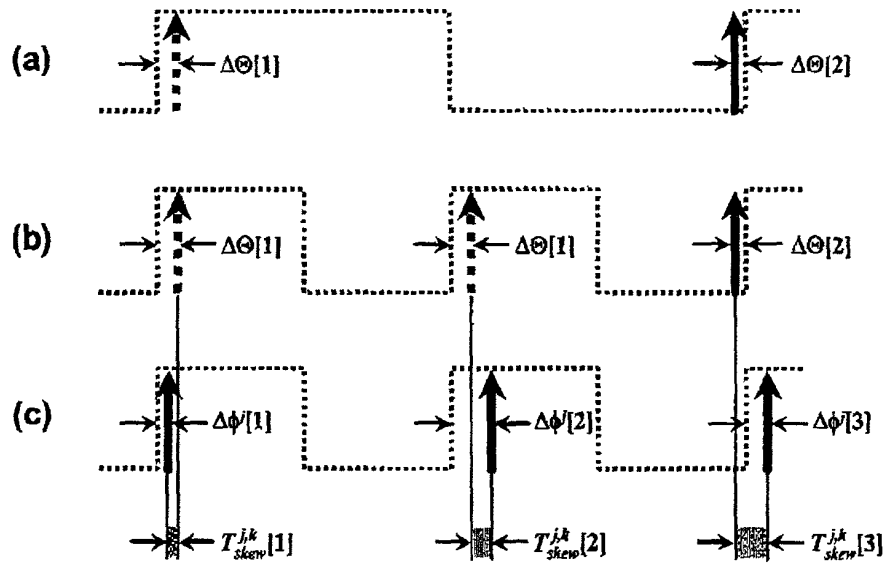 (a) ΔΘ[1] ΔΘ[2]
(b) ΔΘ[1] ΔΘ[1] ΔΘ[2]
(c) Δϕʲ[1] Δϕʲ[2] Δϕʲ[3]
T^{j,k}_{skew}[1] T^{j,k}_{skew}[2] T^{j,k}_{skew}[3]